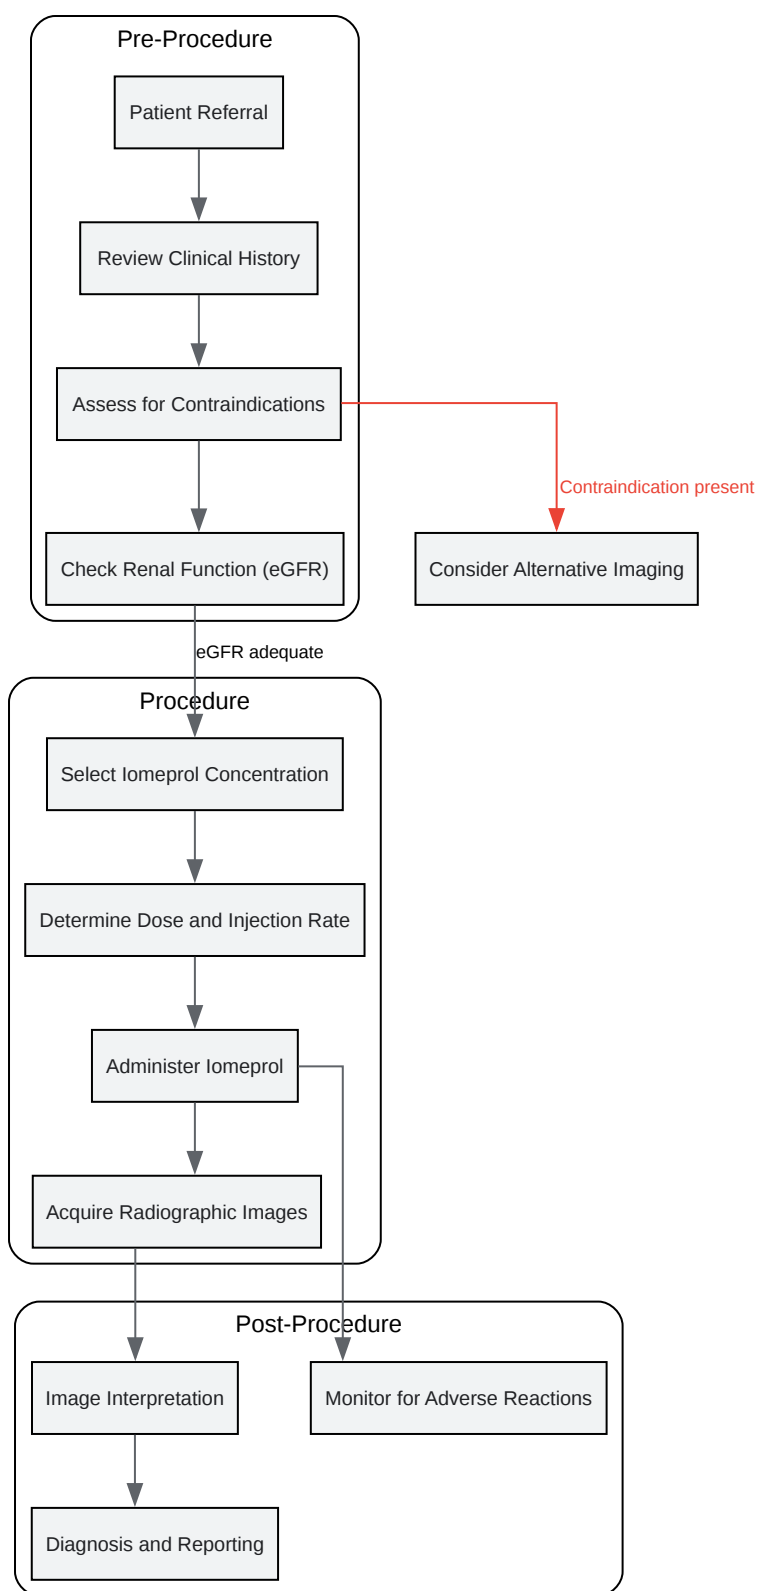 Pre-Procedure
Patient Referral
Review Clinical History
Assess for Contraindications
Contraindication present
Check Renal Function (eGFR)
Consider Alternative Imaging
eGFR adequate
Procedure
Select Iomeprol Concentration
Determine Dose and Injection Rate
Administer Iomeprol
Acquire Radiographic Images
Post-Procedure
Image Interpretation
Monitor for Adverse Reactions
Diagnosis and Reporting